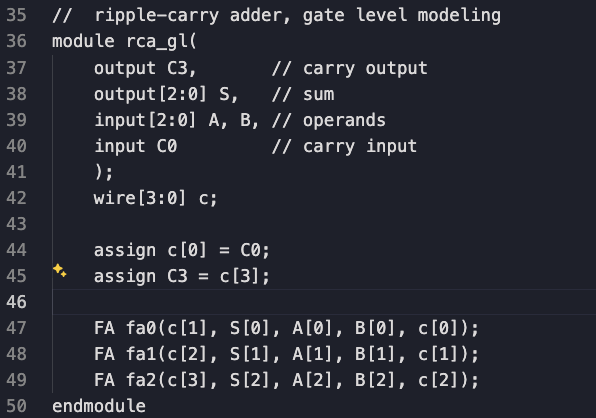 35 //  ripple-carry adder, gate level modeling
36 module rca_gl(
37     output C3,       // carry output
38     output[2:0] S,   // sum
39     input[2:0] A, B, // operands
40     input C0         // carry input
41     );
42     wire[3:0] c;
43
44     assign c[0] = C0;
45     assign C3 = c[3];
46
47     FA fa0(c[1], S[0], A[0], B[0], c[0]);
48     FA fa1(c[2], S[1], A[1], B[1], c[1]);
49     FA fa2(c[3], S[2], A[2], B[2], c[2]);
50 endmodule